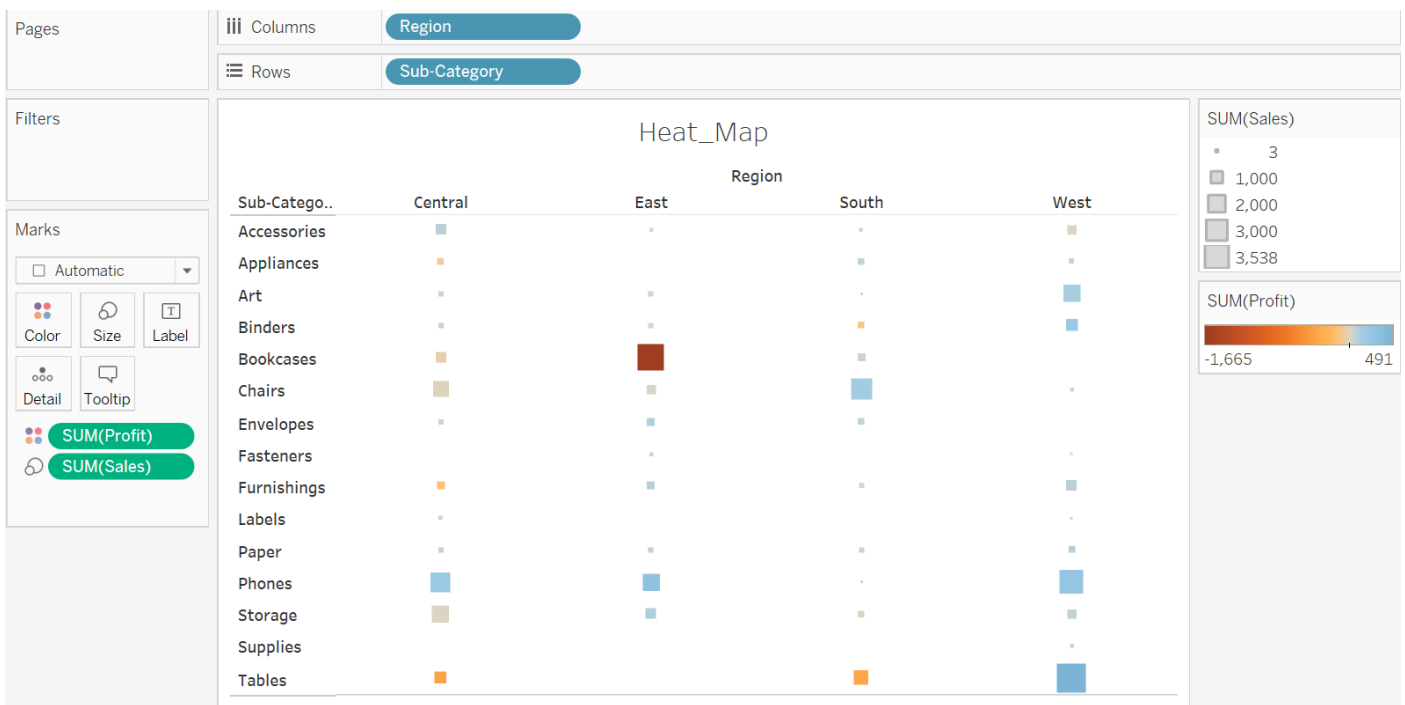 Pages
Columns Region
Rows Sub-Category
Filters
Marks
Automatic
Color Size Label
Detail Tooltip
SUM(Profit)
SUM(Sales)
Heat_Map
Region
Sub-Catego.. Central East South West
Accessories
Appliances
Art
Binders
Bookcases
Chairs
Envelopes
Fasteners
Furnishings
Labels
Paper
Phones
Storage
Supplies
Tables
SUM(Sales)
3
1,000
2,000
3,000
3,538
SUM(Profit)
-1,665 491